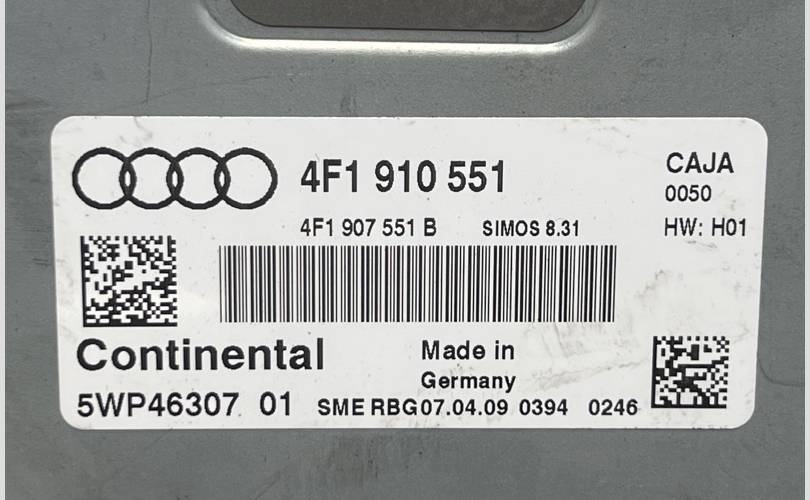 4F1 910 551
CAJA
0050
4F1 907 551 B SIMOS 8.31
HW: H01
Continental
Made in
Germany
5WP46307 01 SME RBG07.04.09 0394 0246